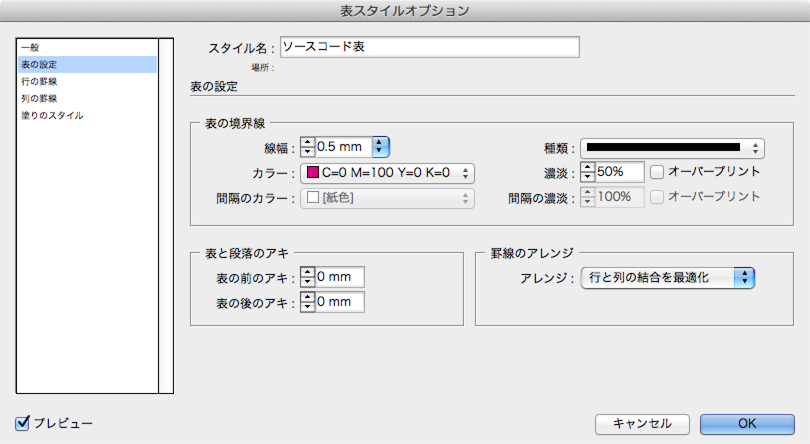 表スタイルオプション
一般
表の設定
行の罫線
列の罫線
塗りのスタイル
スタイル名 : ソースコード表
場所 :
表の設定
表の境界線
線幅 : 0.5 mm 種類 :
カラー : C=0 M=100 Y=0 K=0 濃淡 : 50% オーバープリント
間隔のカラー : [紙色] 間隔の濃淡 : 100% オーバープリント
表と段落のアキ 罫線のアレンジ
表の前のアキ : 0 mm アレンジ : 行と列の結合を最適化
表の後のアキ : 0 mm
プレビュー キャンセル OK